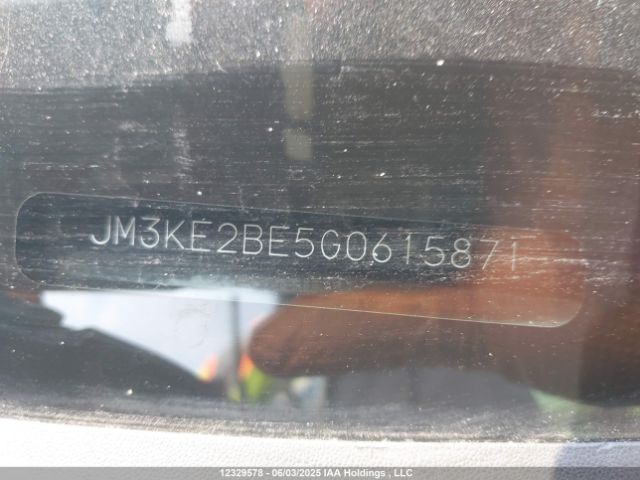 JM3KE2BE5G0615871
12329578 - 06/03/2025 IAA Holdings , LLC